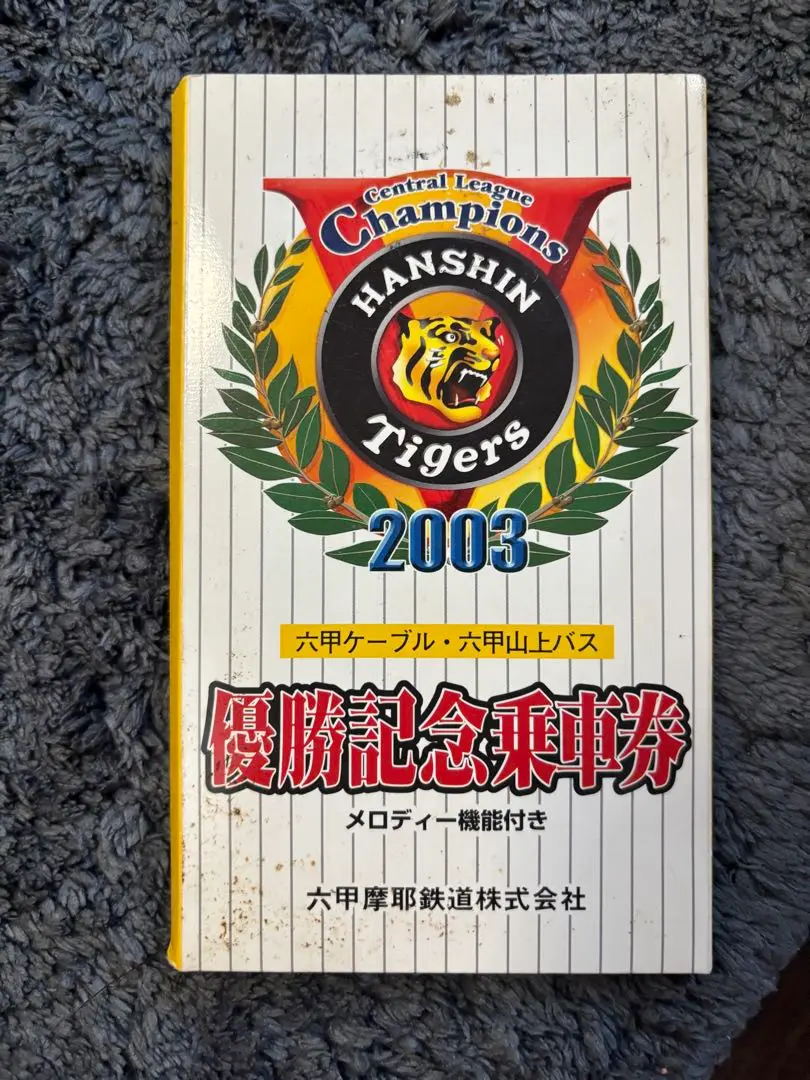 Central League
Champions
HANSHIN
Tigers
2003
六甲ケーブル・六甲山上バス
優勝記念乗車券
メロディー機能付き
六甲摩耶鉄道株式会社